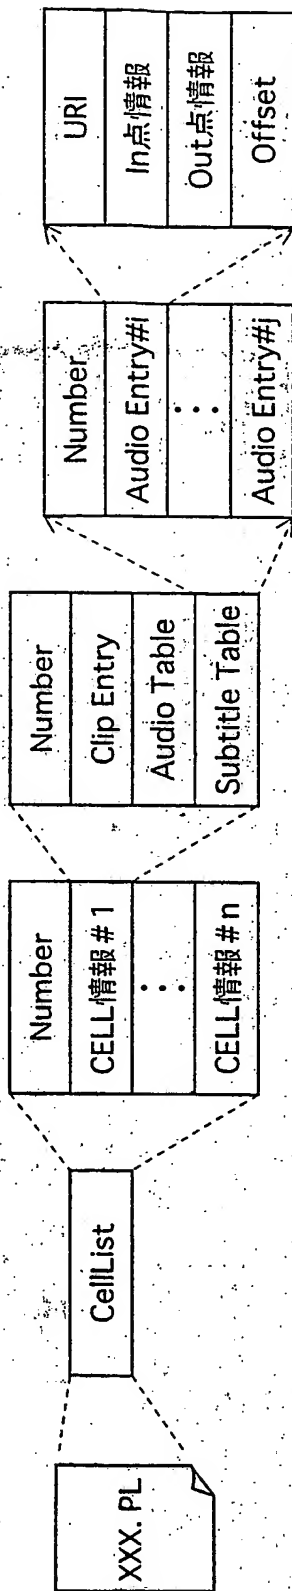 XXX. PL
CellList
Number
CELL情報#1
⋮
CELL情報#n
Number
Clip Entry
Audio Table
Subtitle Table
Number
Audio Entry#i
⋮
Audio Entry#j
URI
In点情報
Out点情報
Offset